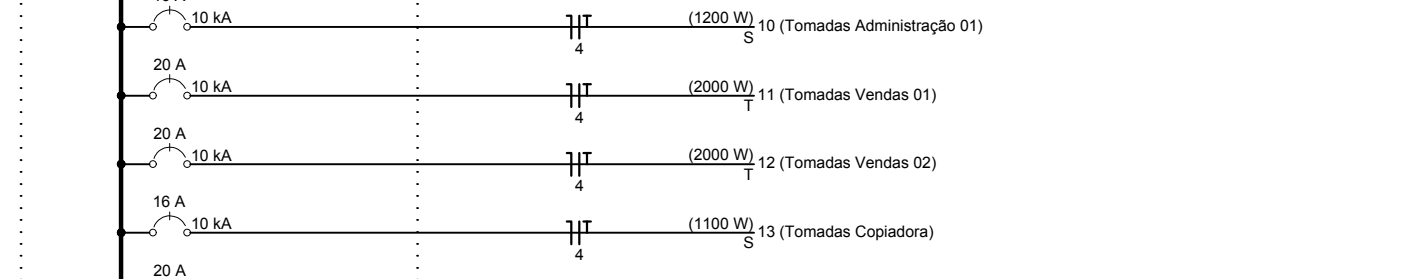 10 kA (1200 W) 10 (Tomadas Administração 01)
S
4
20 A
10 kA (2000 W) 11 (Tomadas Vendas 01)
T
4
20 A
10 kA (2000 W) 12 (Tomadas Vendas 02)
T
4
16 A
10 kA (1100 W) 13 (Tomadas Copiadora)
S
4
20 A